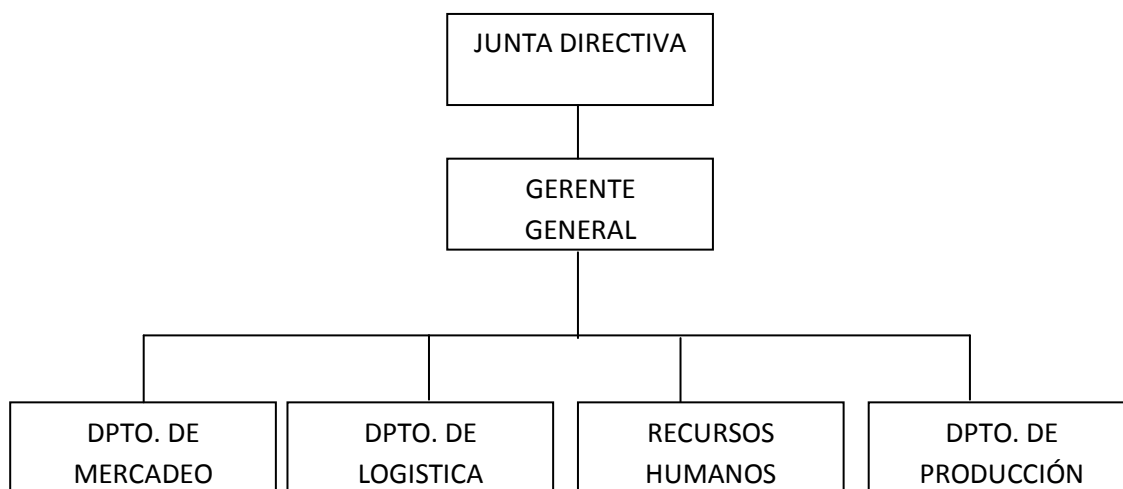 JUNTA DIRECTIVA
GERENTE
GENERAL
DPTO. DE
MERCADEO
DPTO. DE
LOGISTICA
RECURSOS
HUMANOS
DPTO. DE
PRODUCCIÓN